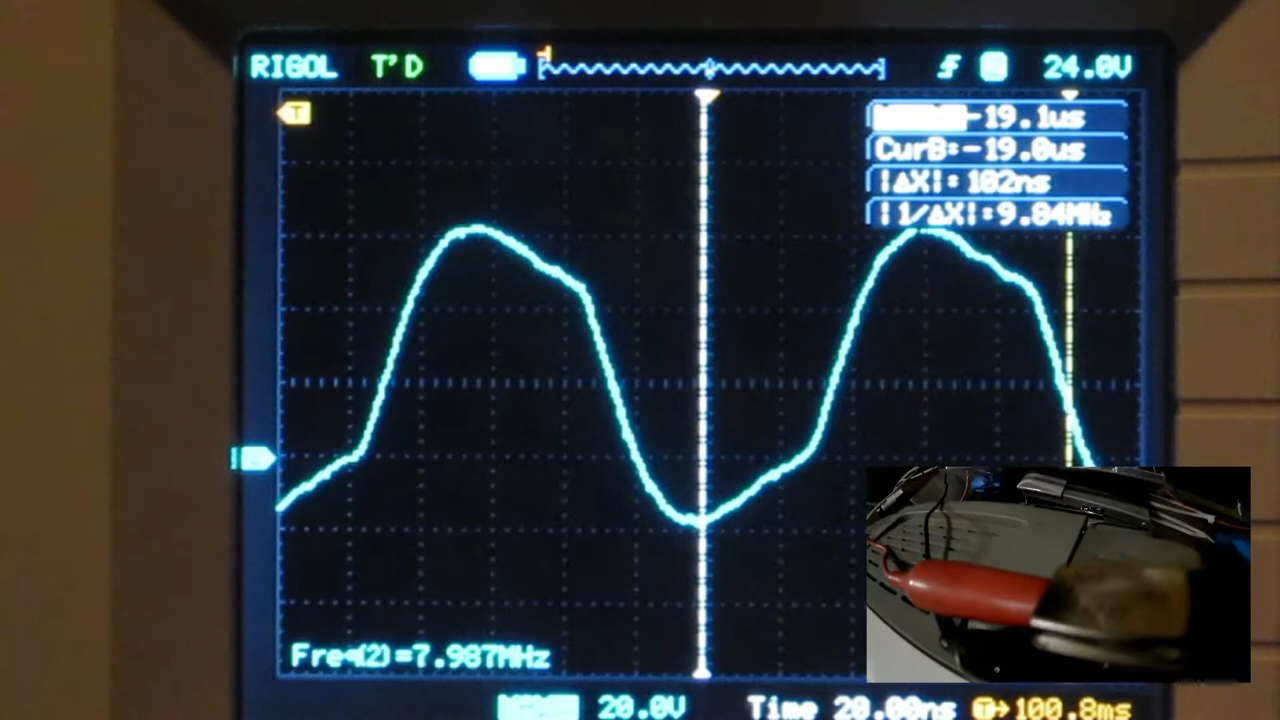 RIGOL T'D 24.0V
T
-19.1us
CurB:-19.0us
|ΔX|: 102ns
|1/ΔX|:9.84MHz
Freq(2)=7.987MHz
20.0V Time 20.00ns T→100.8ms